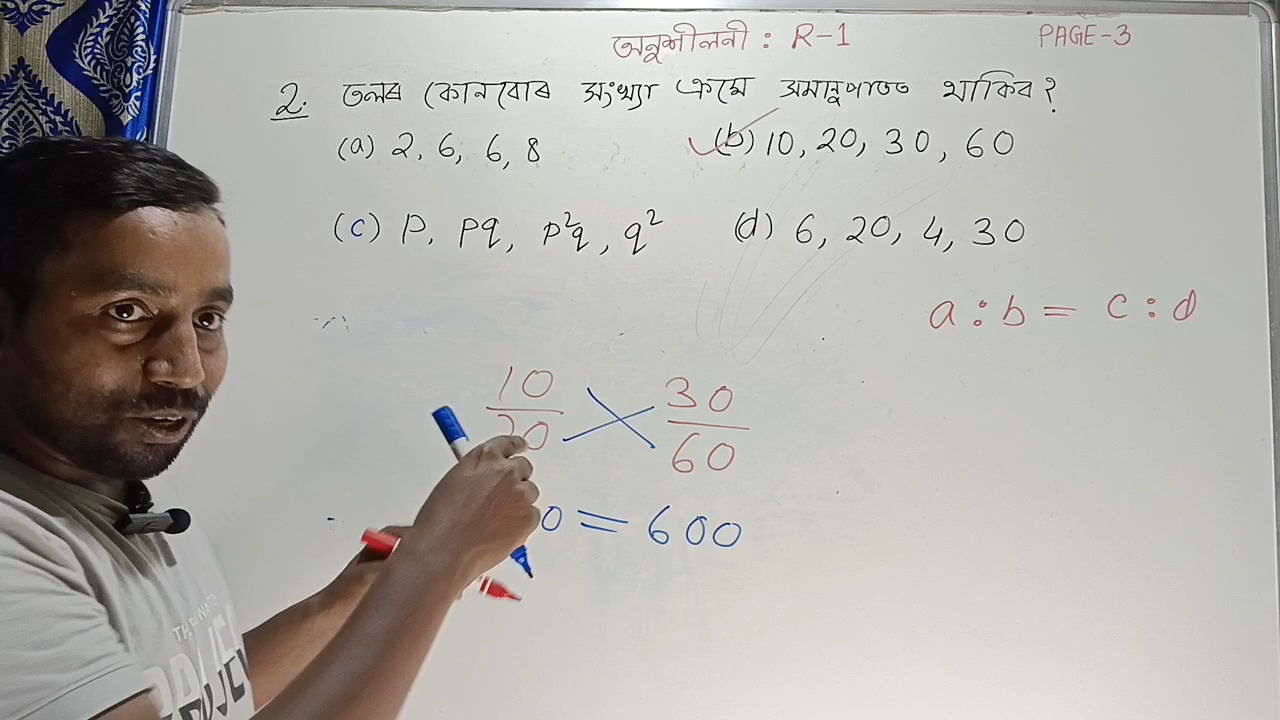 অনুশীলনী : R-1 PAGE-3
2. তলৰ কোনবোৰ সংখ্যা ক্ৰমে সমানুপাতত থাকিব ?
(a) 2, 6, 6, 8 (b) 10, 20, 30, 60
(c) p, pq, p²q, q² (d) 6, 20, 4, 30
a : b = c : d
10 30
20 60
0 = 600